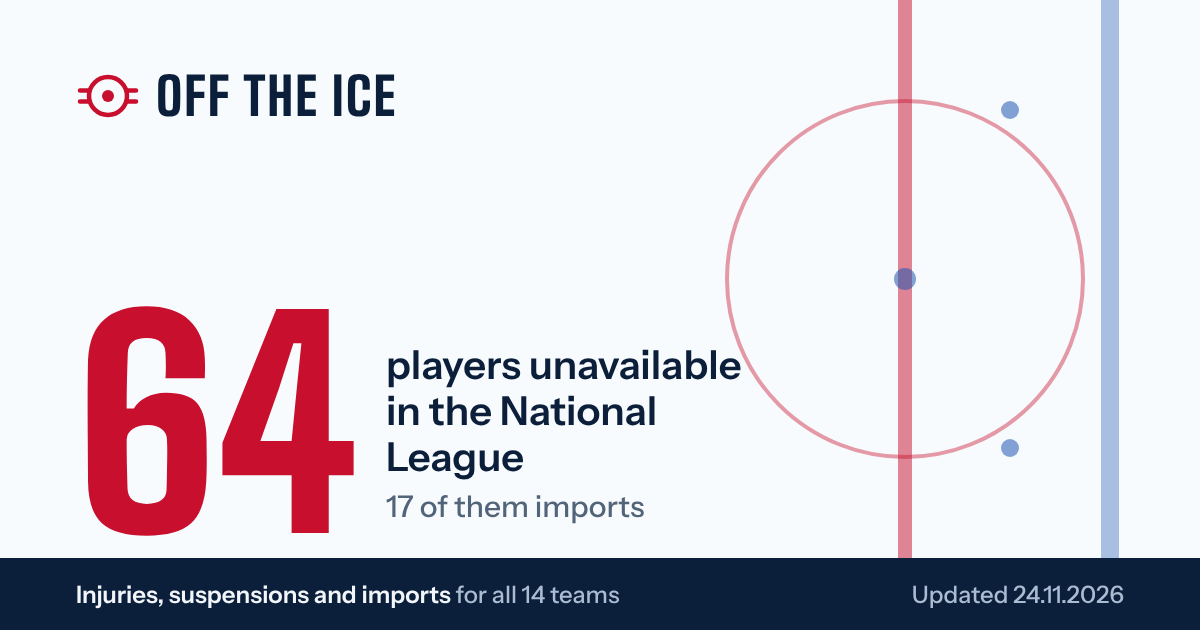 OFF THE ICE
64
players unavailable
in the National
League
17 of them imports
Injuries, suspensions and imports for all 14 teams
Updated 24.11.2026